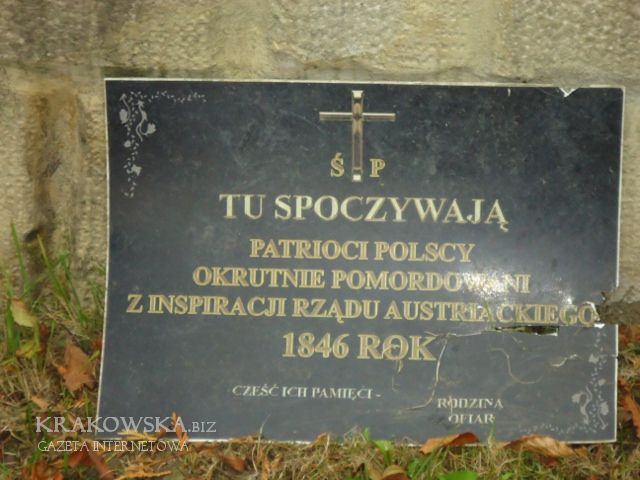 Ś P
TU SPOCZYWAJĄ
PATRIOCI POLSCY
OKRUTNIE POMORDOWANI
Z INSPIRACJI RZĄDU AUSTRIACKIEGO
1846 ROK
CZEŚĆ ICH PAMIĘCI -
RODZINA
OFIAR
KRAKOWSKA.BIZ
GAZETA INTERNETOWA